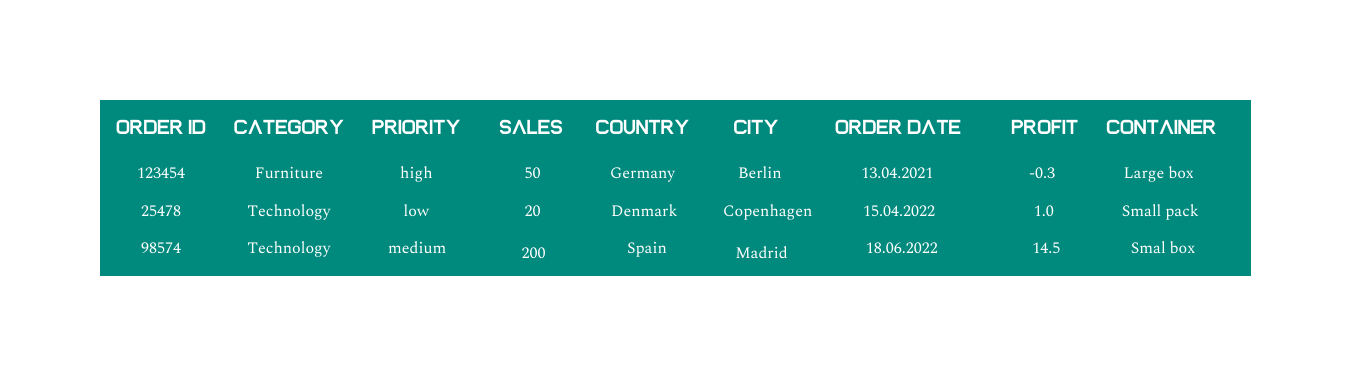 ORDER ID CATEGORY PRIORITY SALES COUNTRY CITY ORDER DATE PROFIT CONTAINER
123454 Furniture high 50 Germany Berlin 13.04.2021 -0.3 Large box
25478 Technology low 20 Denmark Copenhagen 15.04.2022 1.0 Small pack
98574 Technology medium 200 Spain Madrid 18.06.2022 14.5 Smal box